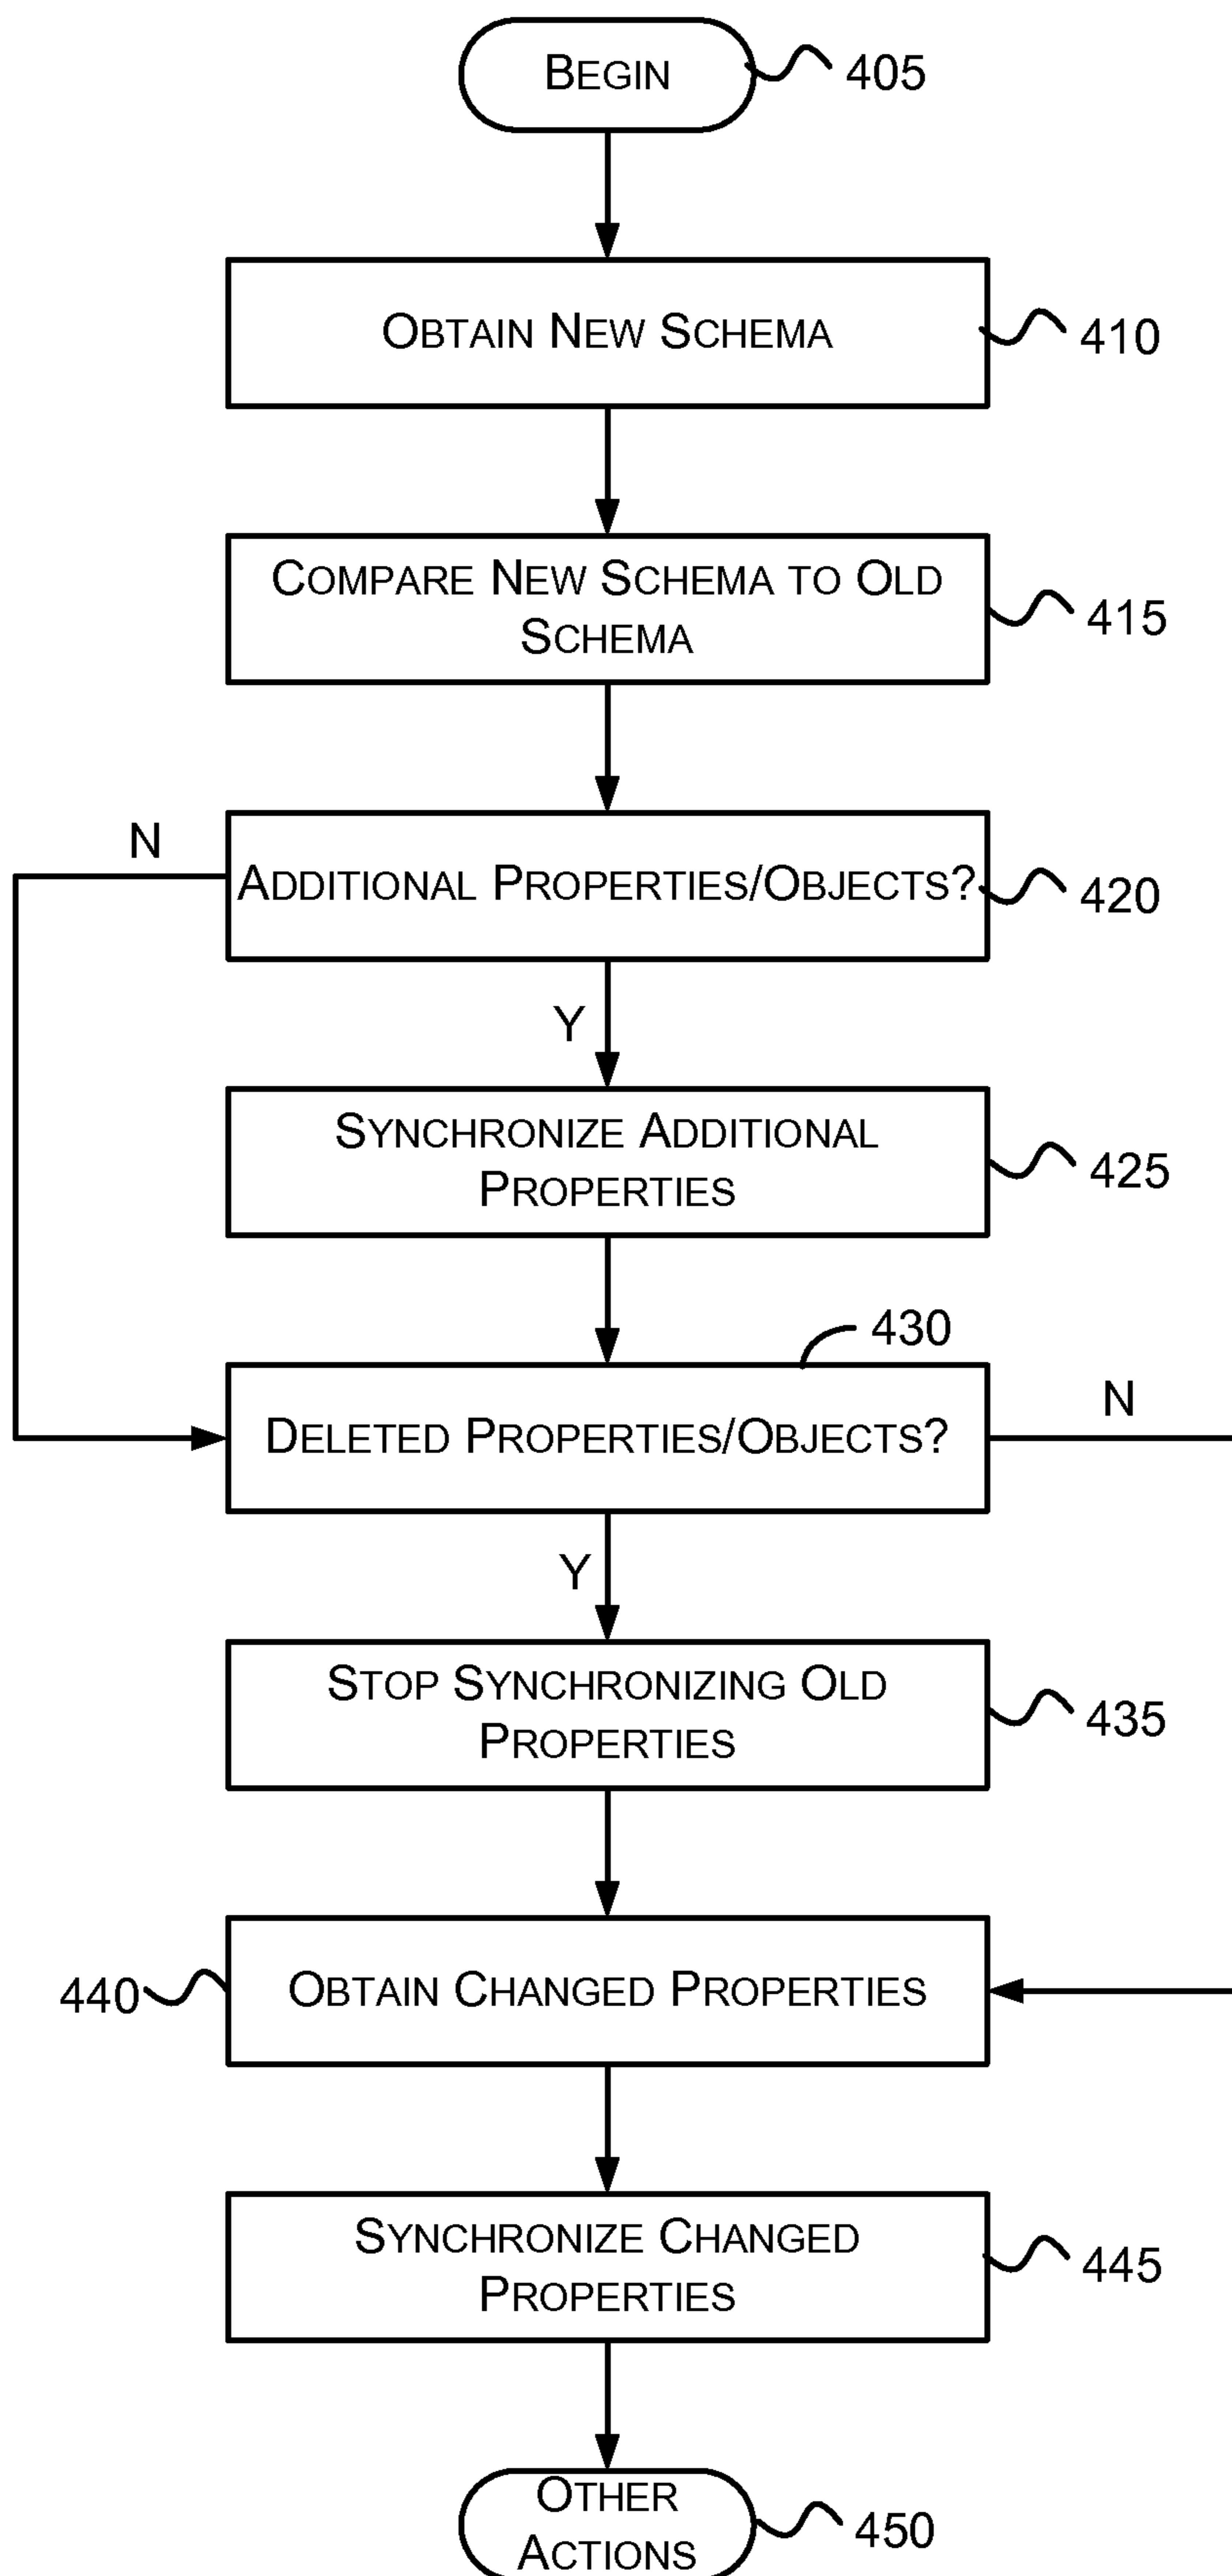 BEGIN
405
OBTAIN NEW SCHEMA
410
COMPARE NEW SCHEMA TO OLD
SCHEMA
415
N
ADDITIONAL PROPERTIES/OBJECTS?
420
Y
SYNCHRONIZE ADDITIONAL
PROPERTIES
425
430
DELETED PROPERTIES/OBJECTS?
N
Y
STOP SYNCHRONIZING OLD
PROPERTIES
435
440
OBTAIN CHANGED PROPERTIES
SYNCHRONIZE CHANGED
PROPERTIES
445
OTHER
ACTIONS
450